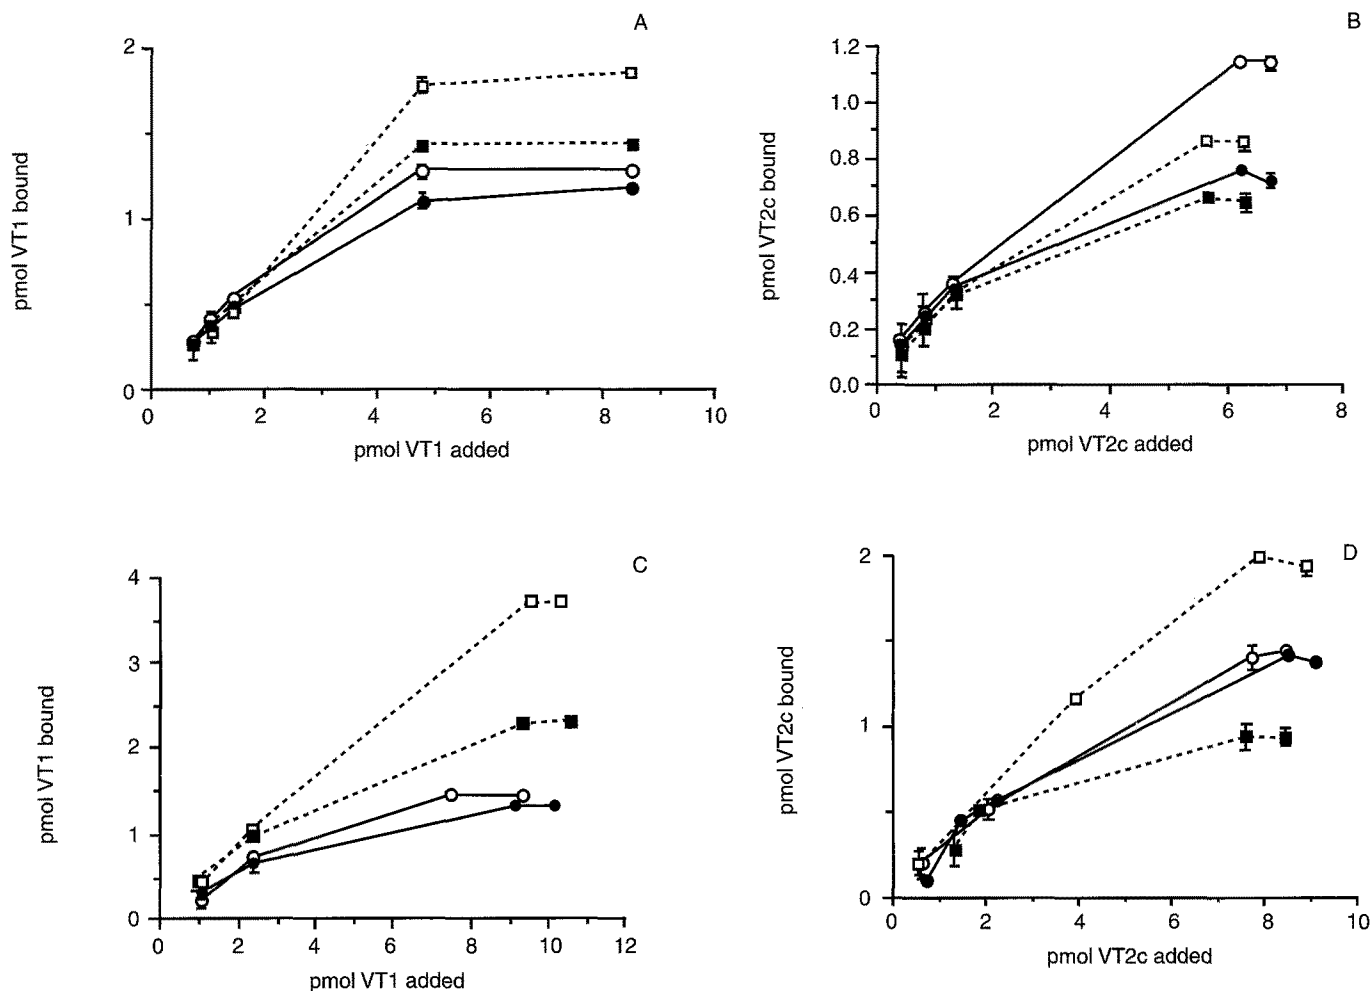 A
2
1
0
pmol VT1 bound
0 2 4 6 8 10
pmol VT1 added
B
1.2
1.0
0.8
0.6
0.4
0.2
0.0
pmol VT2c bound
0 2 4 6 8
pmol VT2c added
C
4
3
2
1
0
pmol VT1 bound
0 2 4 6 8 10 12
pmol VT1 added
D
2
1
0
pmol VT2c bound
0 2 4 6 8 10
pmol VT2c added